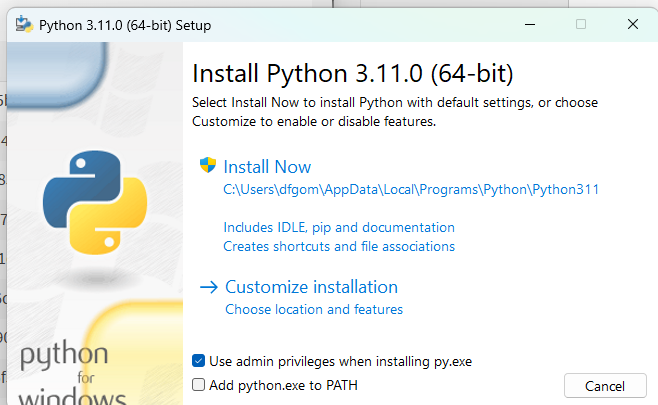 Python 3.11.0 (64-bit) Setup
Install Python 3.11.0 (64-bit)
Select Install Now to install Python with default settings, or choose
Customize to enable or disable features.
Install Now
C:\Users\dfgom\AppData\Local\Programs\Python\Python311
Includes IDLE, pip and documentation
Creates shortcuts and file associations
Customize installation
Choose location and features
Use admin privileges when installing py.exe
Add python.exe to PATH
Cancel
python
for
windows